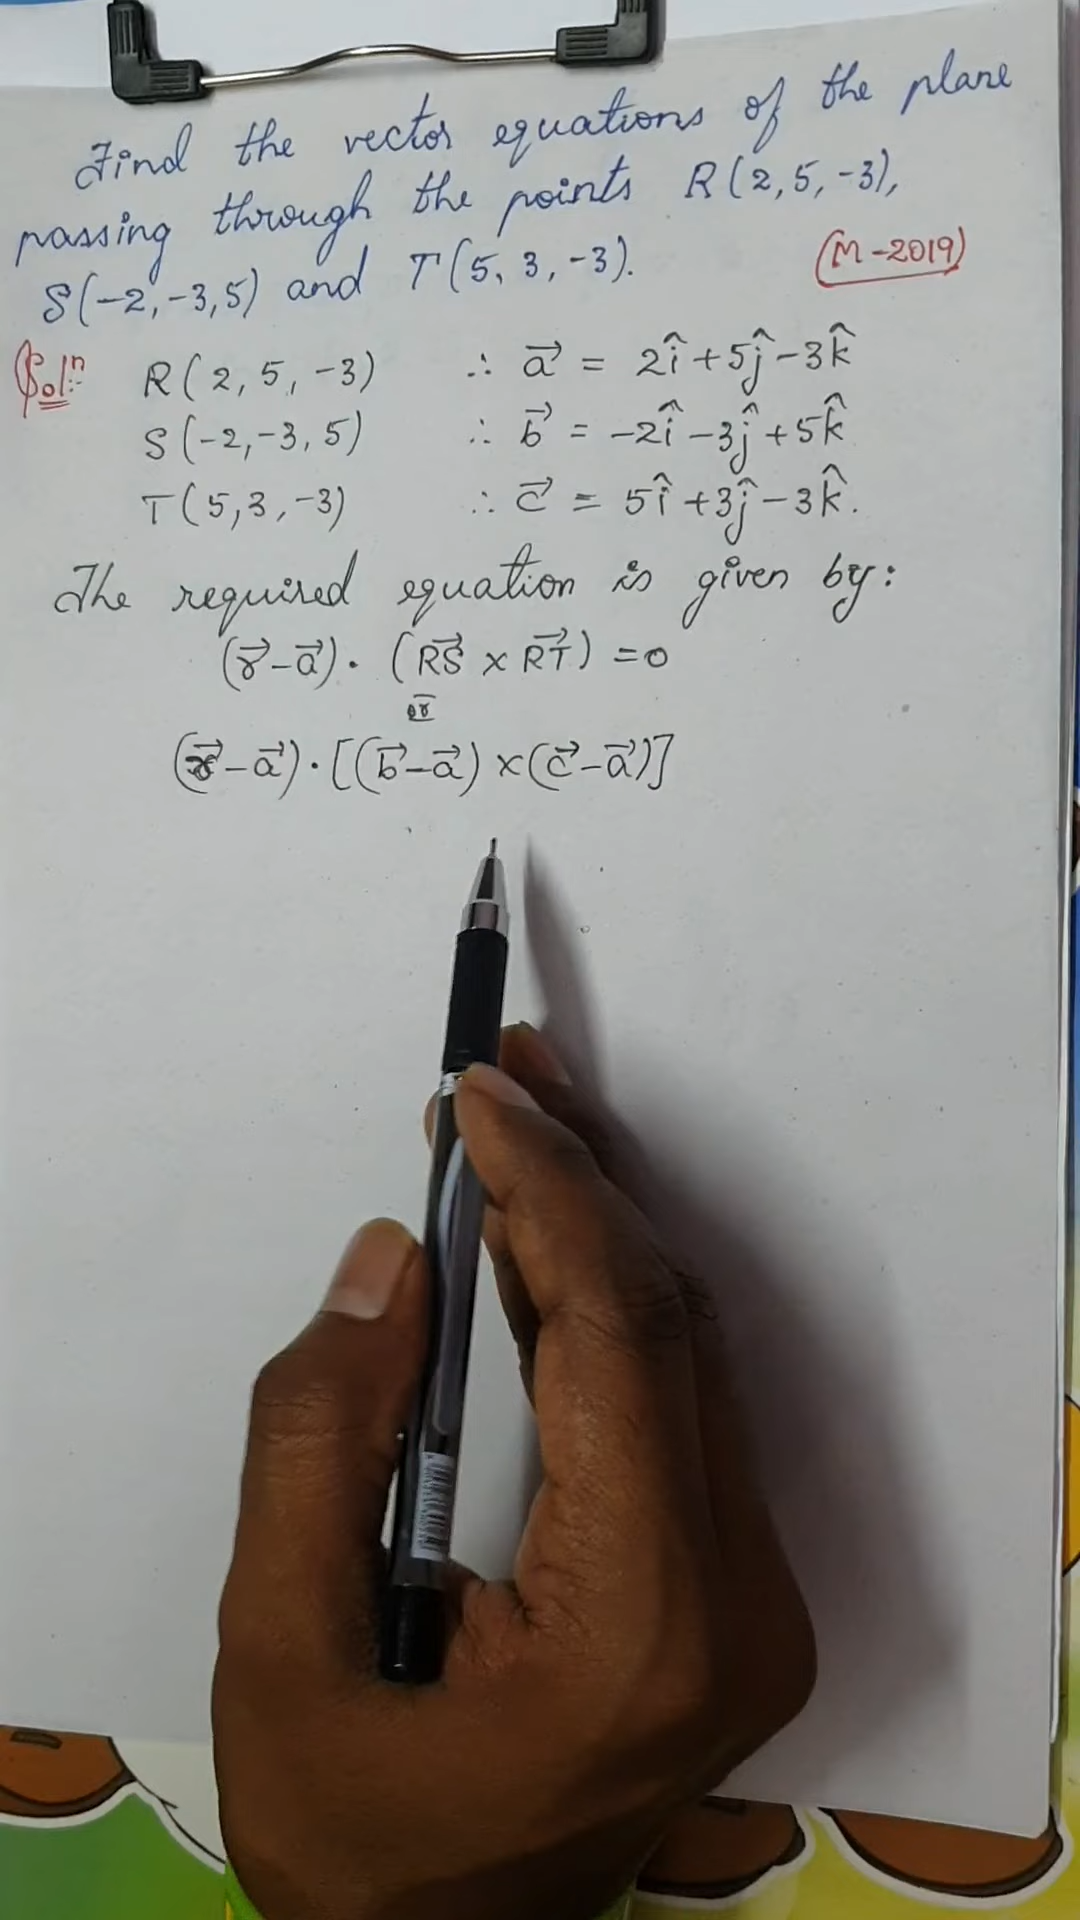 Find the vector equations of the plane
passing through the points R(2, 5, -3),
S(-2, -3, 5) and T(5, 3, -3).
(M-2019)
Solⁿ:-
R(2, 5, -3) ∴ a⃗ = 2î + 5ĵ - 3k̂
S(-2, -3, 5) ∴ b⃗ = -2î - 3ĵ + 5k̂
T(5, 3, -3) ∴ c⃗ = 5î + 3ĵ - 3k̂.
The required equation is given by:
(r⃗ - a⃗) · (RS⃗ × RT⃗) = 0
or
(r⃗ - a⃗) · [(b⃗ - a⃗) × (c⃗ - a⃗)]